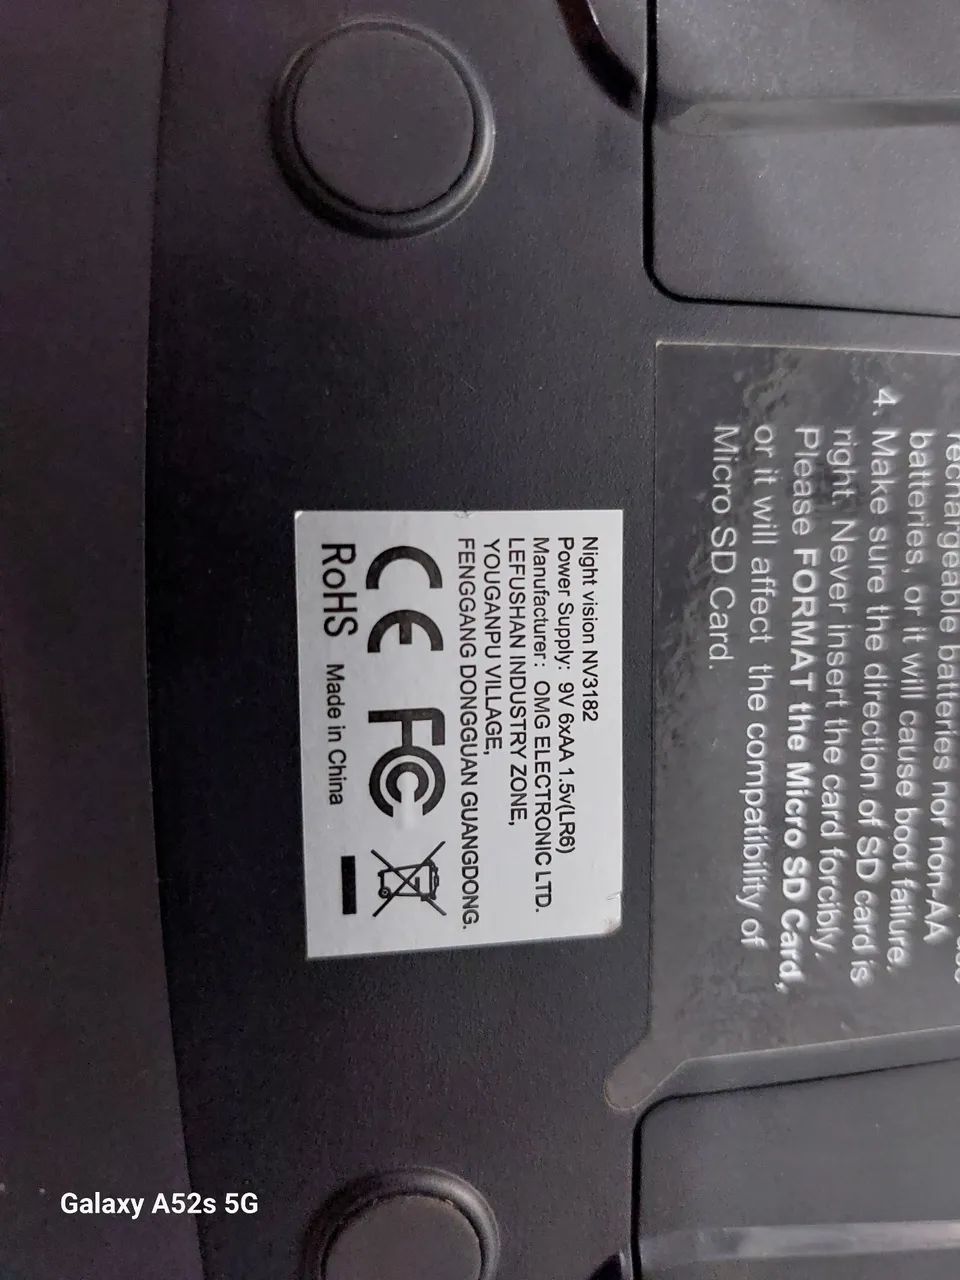 rechargeable batteries nor non-AA
batteries, or it will cause boot failure.
4. Make sure the direction of SD card is
right. Never insert the card forcibly.
Please FORMAT the Micro SD Card,
or it will affect the compatibility of
Micro SD Card.
Night vision NV3182
Power Supply: 9V 6xAA 1.5v(LR6)
Manufacturer: OMG ELECTRONIC LTD.
LEFUSHAN INDUSTRY ZONE,
YOUGANPU VILLAGE,
FENGGANG DONGGUAN GUANGDONG.
CE FC
RoHS Made in China
Galaxy A52s 5G